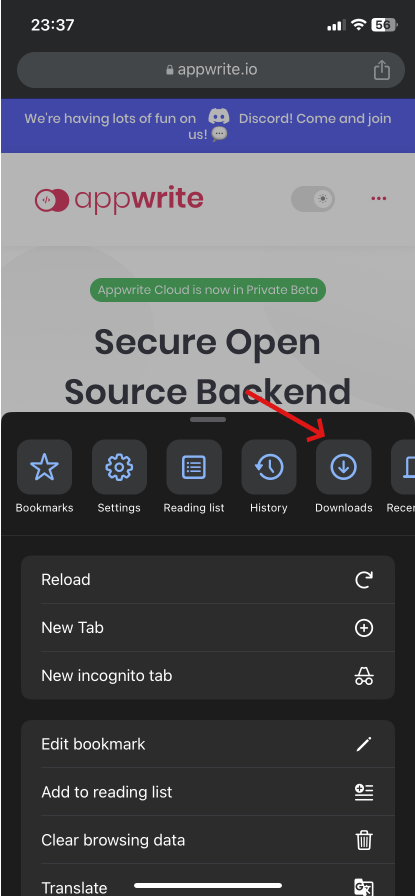 23:37
56
appwrite.io
We're having lots of fun on Discord! Come and join
us!
appwrite
Appwrite Cloud is now in Private Beta
Secure Open
Source Backend
Bookmarks Settings Reading list History Downloads Recen
Reload
New Tab
New incognito tab
Edit bookmark
Add to reading list
Clear browsing data
Translate